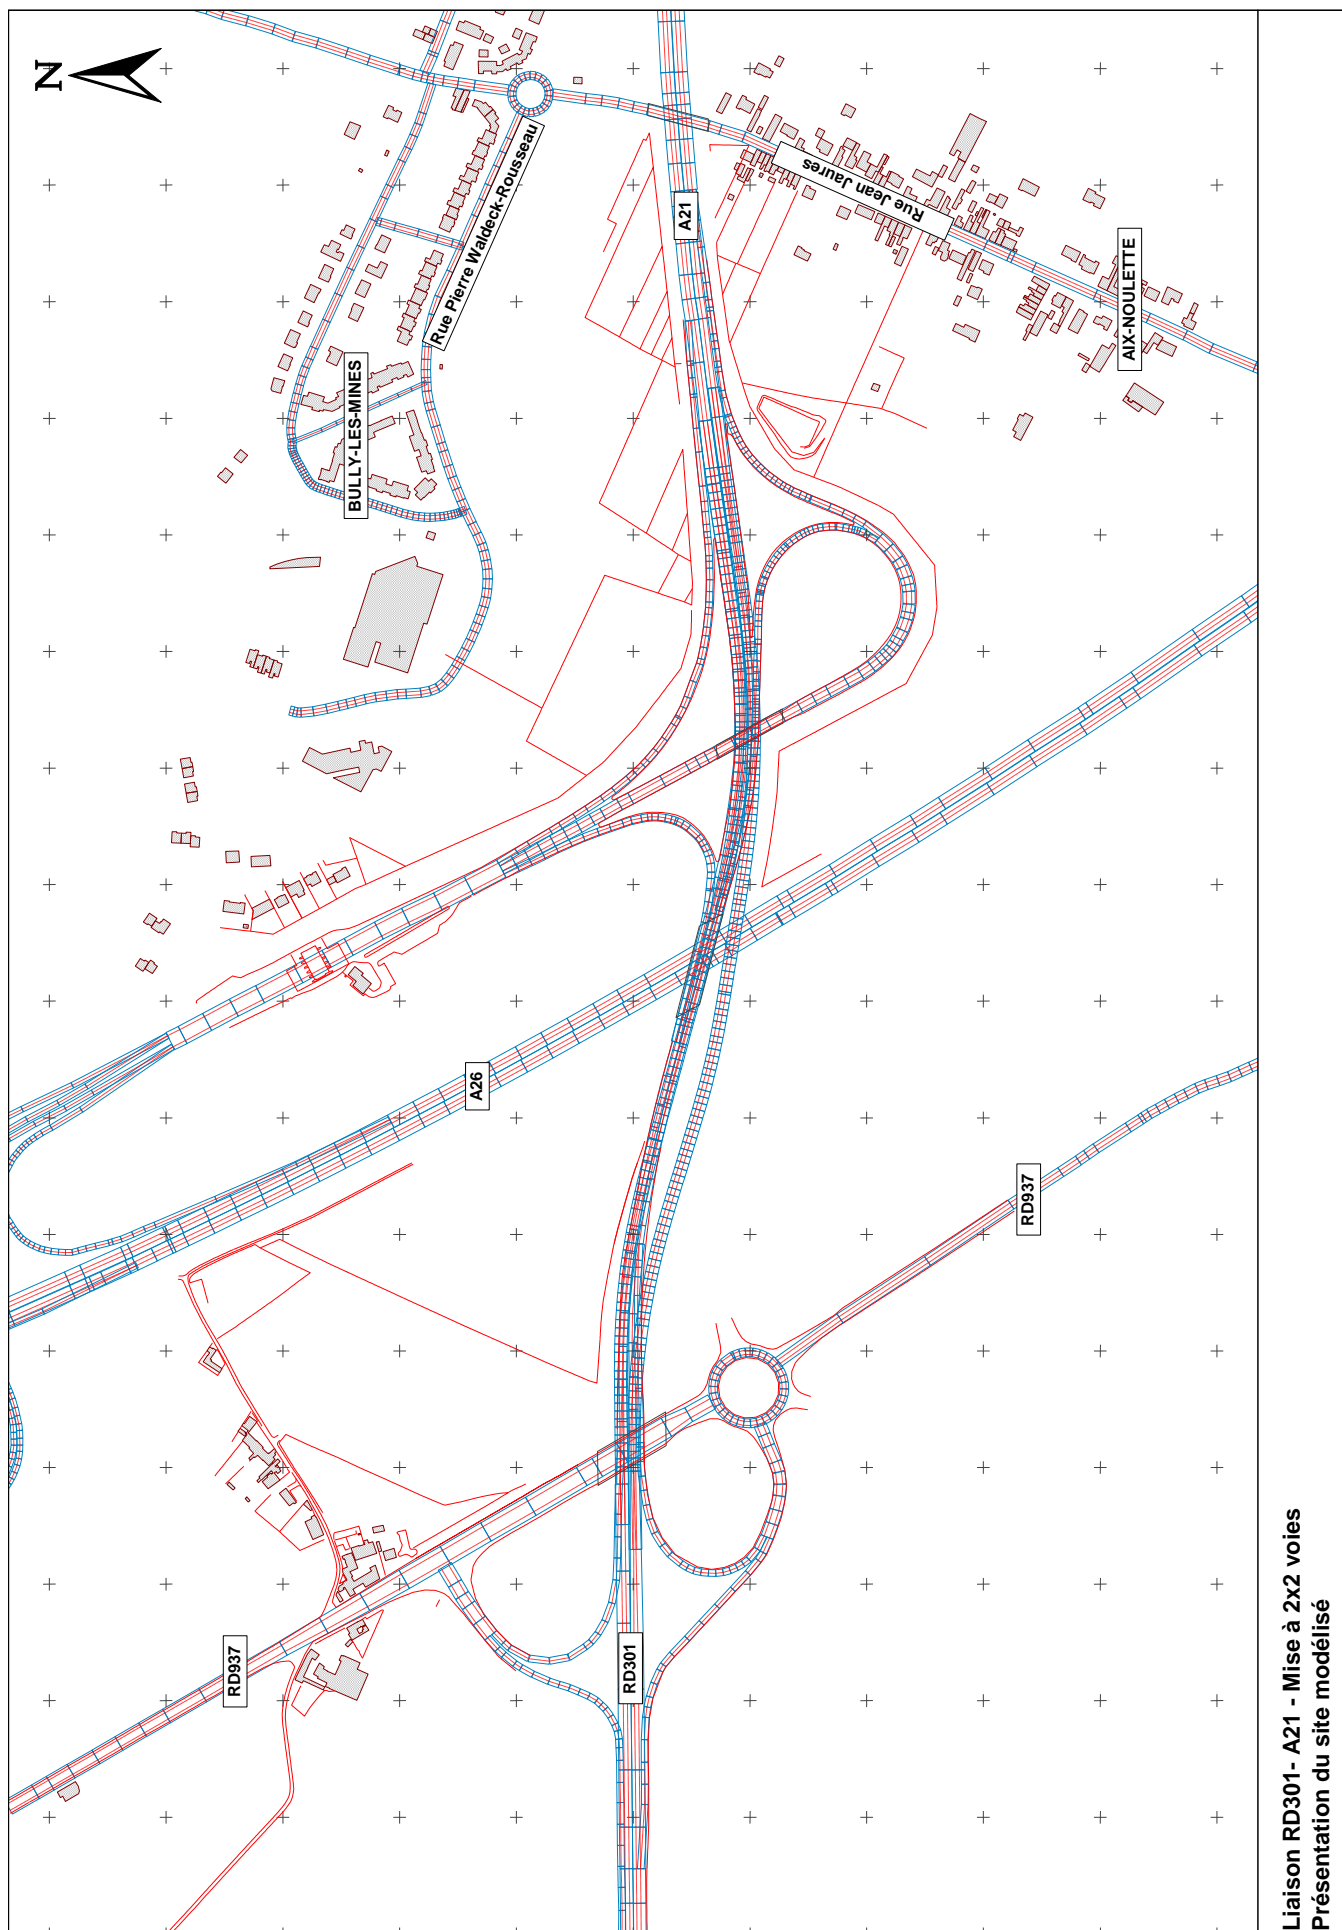 N
BULLY-LES-MINES
Rue Pierre Waldeck-Rousseau
A21
Rue Jean Jaures
AIX-NOULETTE
A26
RD937
RD937
RD301
Liaison RD301- A21 - Mise à 2x2 voies
Présentation du site modélisé